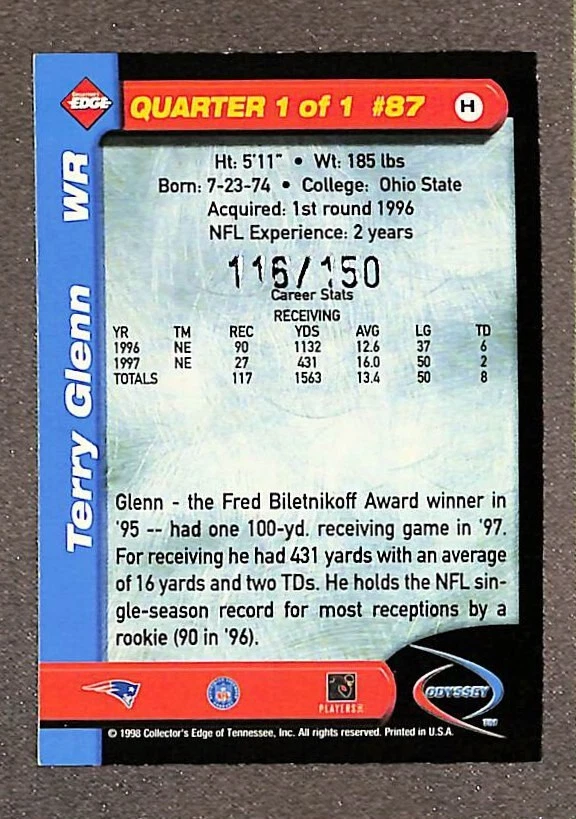 COLLECTOR'S
EDGE
QUARTER 1 of 1 #87
H
Terry Glenn WR
Ht: 5'11" • Wt: 185 lbs
Born: 7-23-74 • College: Ohio State
Acquired: 1st round 1996
NFL Experience: 2 years
116/150
Career Stats
RECEIVING
YR TM REC YDS AVG LG TD
1996 NE 90 1132 12.6 37 6
1997 NE 27 431 16.0 50 2
TOTALS 117 1563 13.4 50 8
Glenn - the Fred Biletnikoff Award winner in
'95 -- had one 100-yd. receiving game in '97.
For receiving he had 431 yards with an average
of 16 yards and two TDs. He holds the NFL sin-
gle-season record for most receptions by a
rookie (90 in '96).
PLAYERS INC
ODYSSEY
TM
© 1998 Collector's Edge of Tennessee, Inc. All rights reserved. Printed in U.S.A.